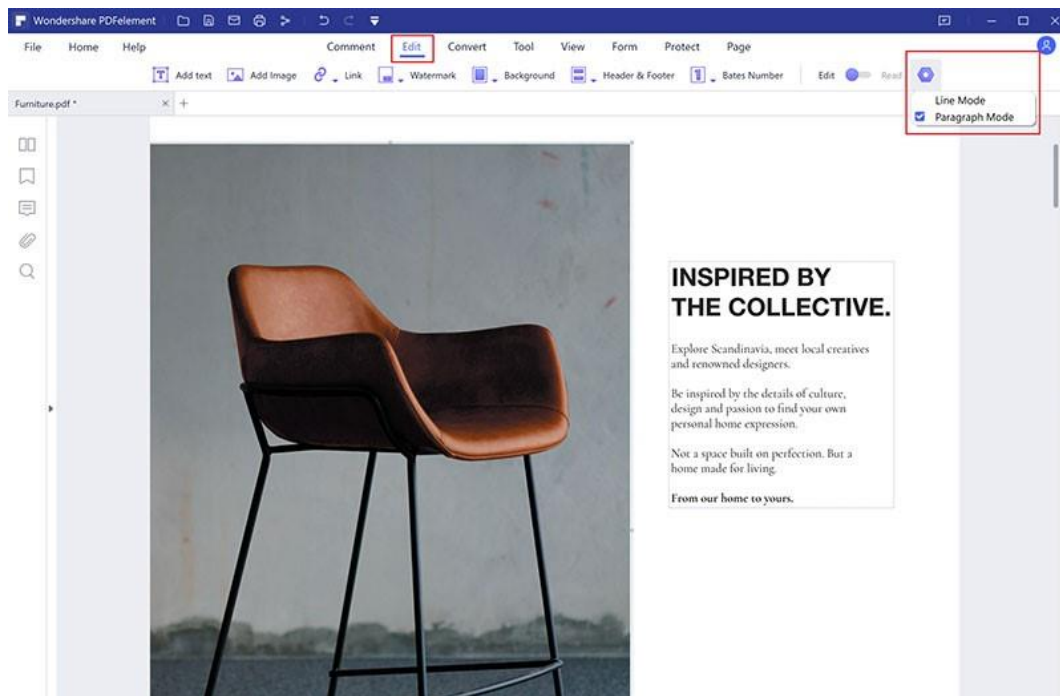 Wondershare PDFelement
File Home Help Comment Edit Convert Tool View Form Protect Page
Add text Add Image Link Watermark Background Header & Footer Bates Number Edit Read
Line Mode
Paragraph Mode
Furniture.pdf *
INSPIRED BY
THE COLLECTIVE.
Explore Scandinavia, meet local creatives
and renowned designers.
Be inspired by the details of culture,
design and passion to find your own
personal home expression.
Not a space built on perfection. But a
home made for living.
From our home to yours.